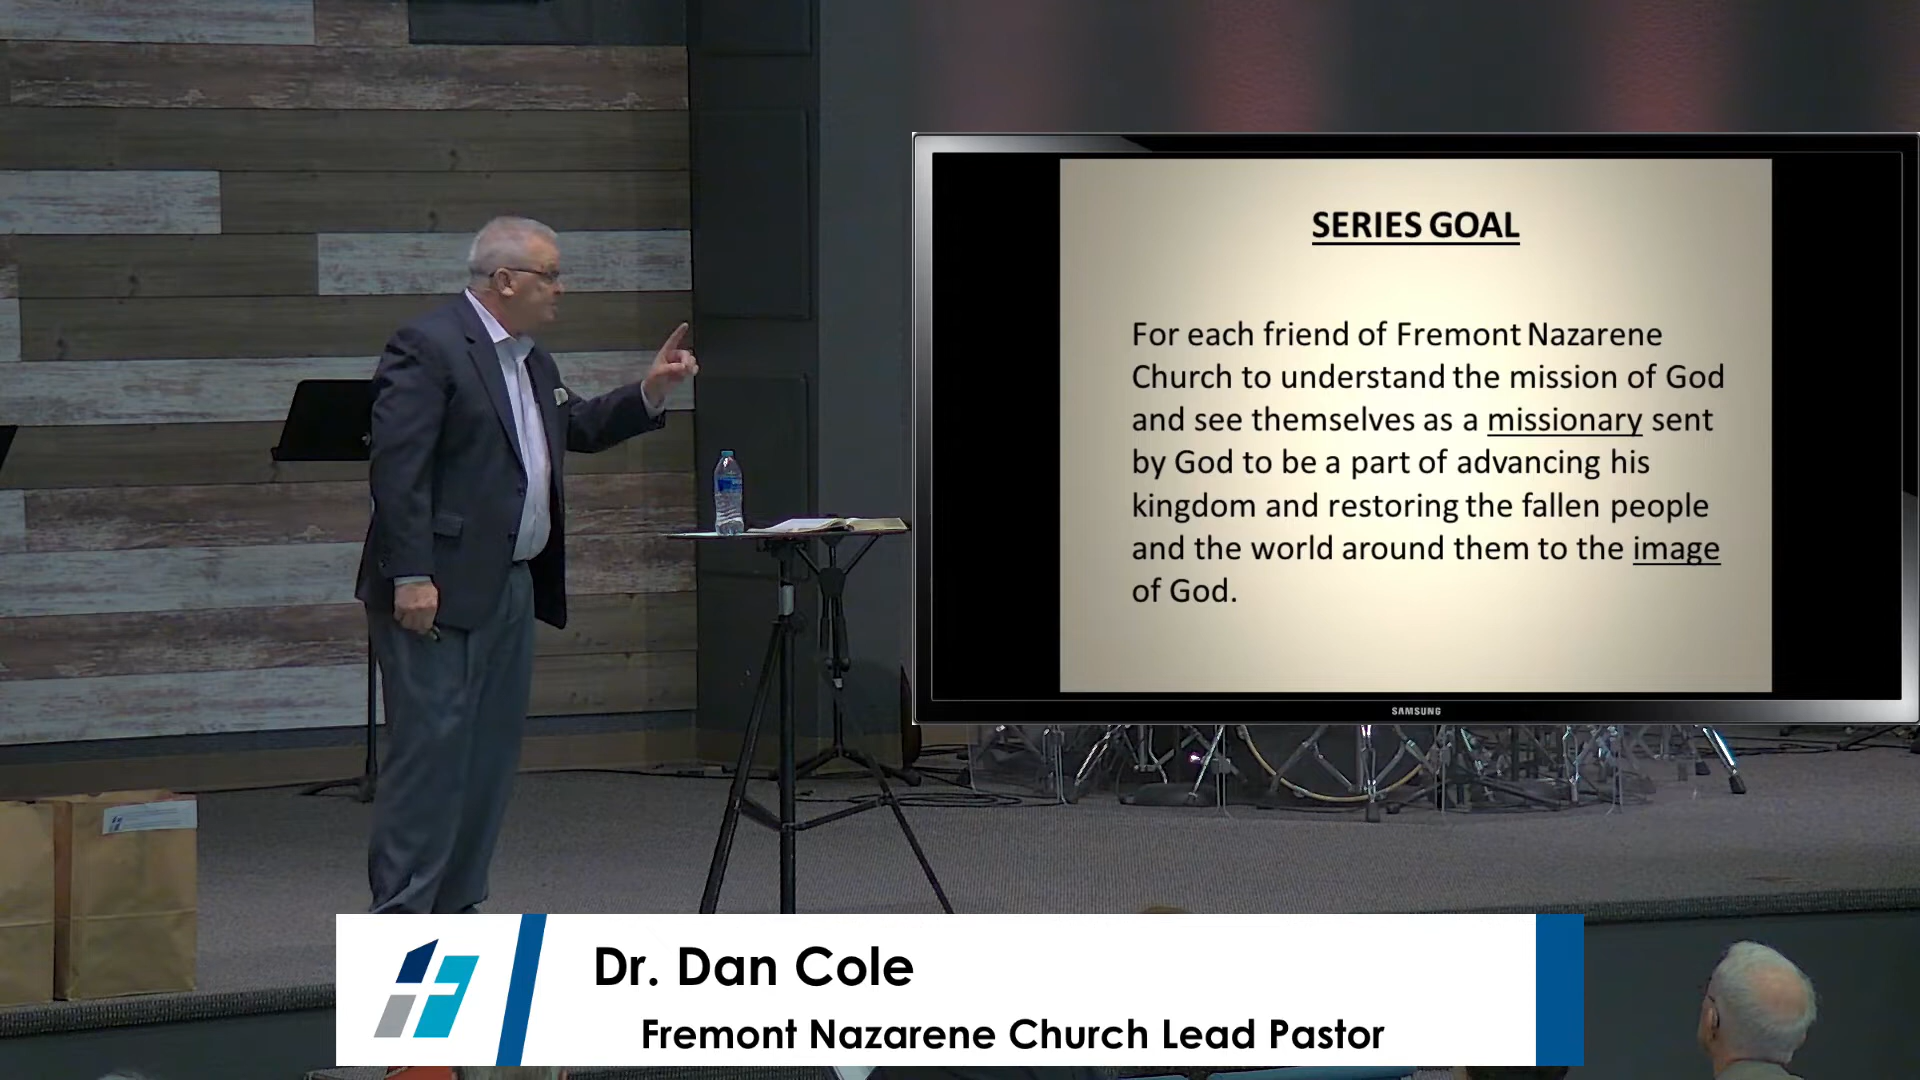 SERIES GOAL
For each friend of Fremont Nazarene
Church to understand the mission of God
and see themselves as a missionary sent
by God to be a part of advancing his
kingdom and restoring the fallen people
and the world around them to the image
of God.
SAMSUNG
Dr. Dan Cole
Fremont Nazarene Church Lead Pastor